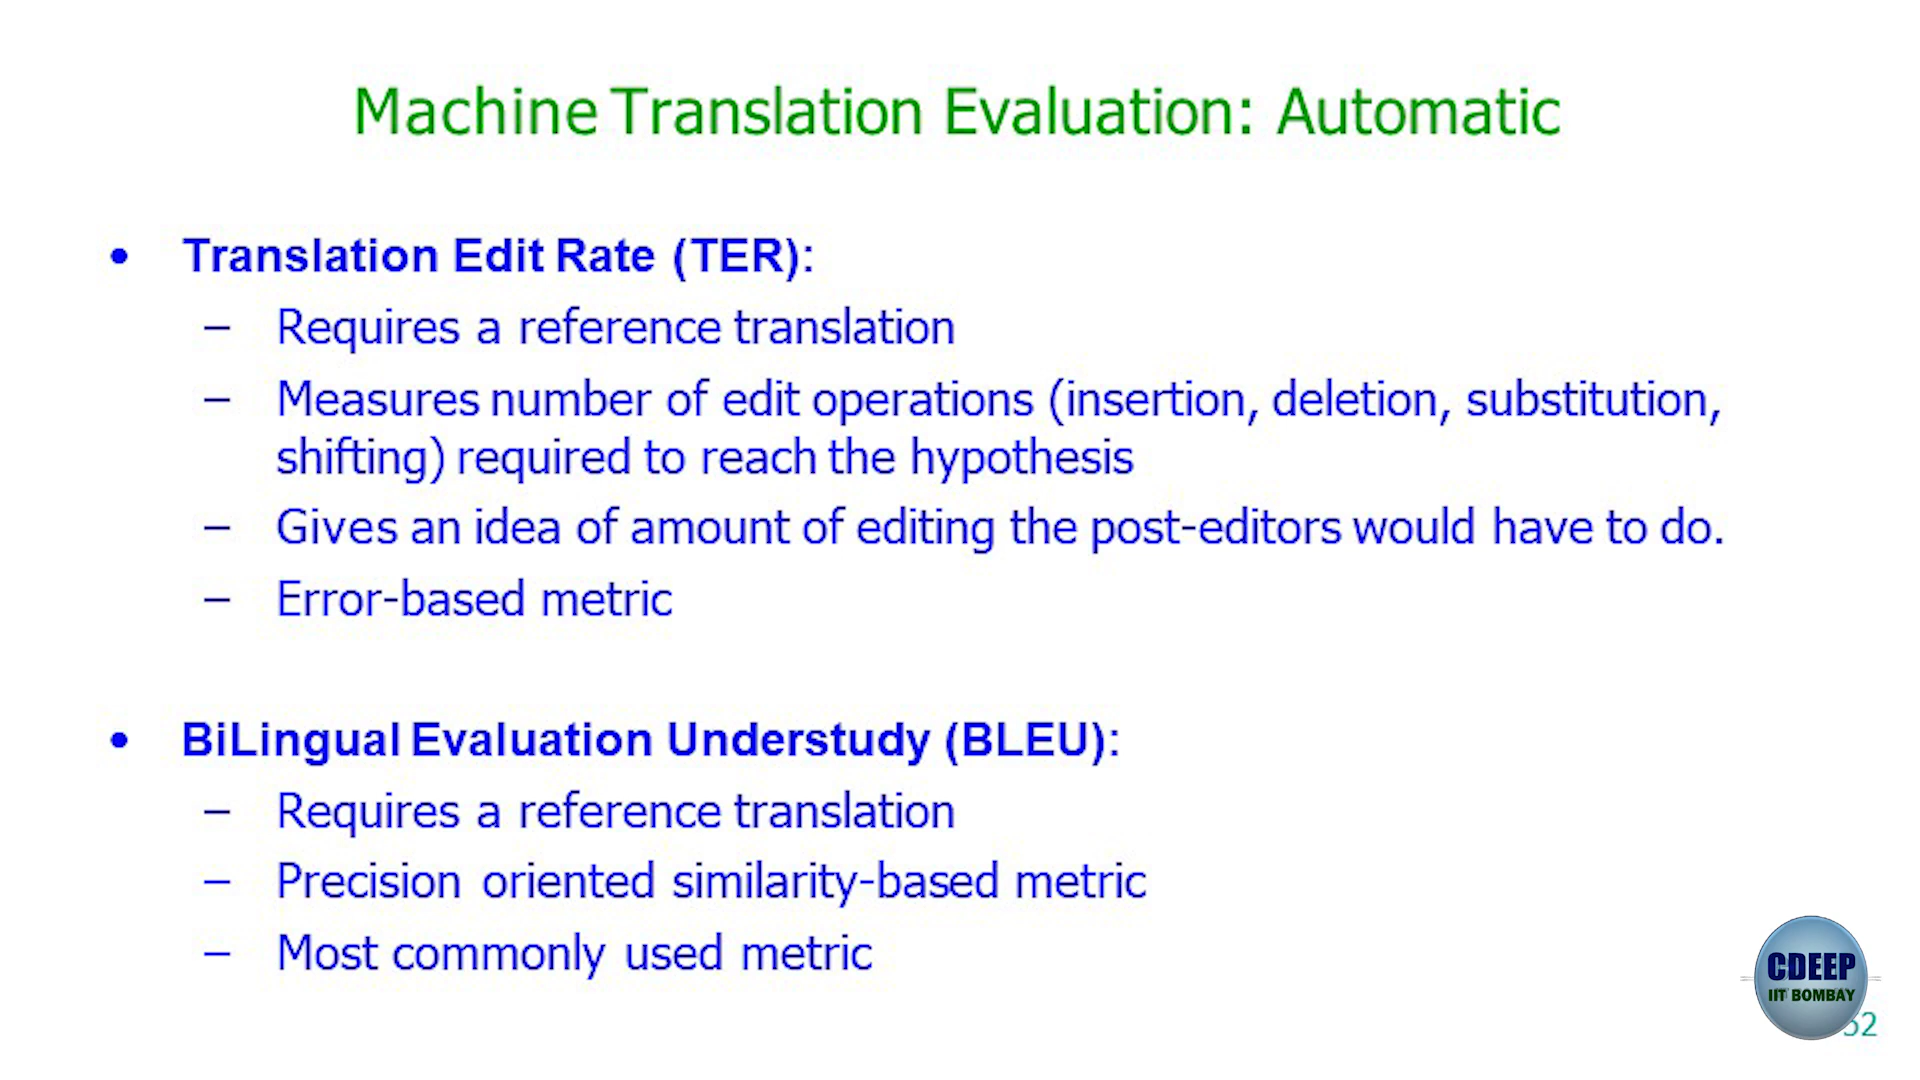 Machine Translation Evaluation: Automatic
• Translation Edit Rate (TER):
– Requires a reference translation
– Measures number of edit operations (insertion, deletion, substitution,
shifting) required to reach the hypothesis
– Gives an idea of amount of editing the post-editors would have to do.
– Error-based metric
• BiLingual Evaluation Understudy (BLEU):
– Requires a reference translation
– Precision oriented similarity-based metric
– Most commonly used metric
CDEEP
IIT BOMBAY